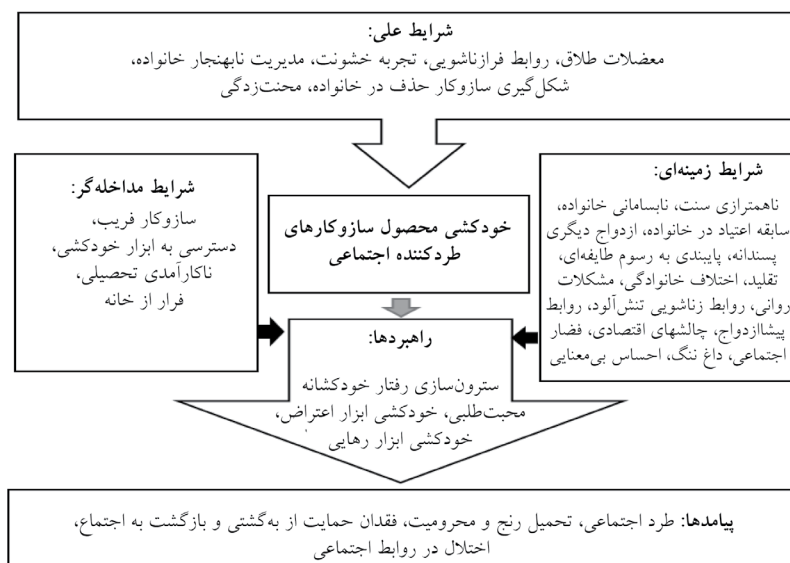 شرایط علی:
معضلات طلاق، روابط فرازناشویی، تجربه خشونت، مدیریت نابهنجار خانواده،
شکل‌گیری سازوکار حذف در خانواده، محنت‌زدگی
شرایط زمینه‌ای:
ناهمترازی سنت، نابسامانی خانواده،
سابقه اعتیاد در خانواده، ازدواج دیگری
پسندانه، پایبندی به رسوم طایفه‌ای،
تقلید، اختلاف خانوادگی، مشکلات
روانی، روابط زناشویی تنش‌آلود، روابط
پیشاازدواج، چالشهای اقتصادی، فضار
اجتماعی، داغ ننگ، احساس بی‌معنایی
خودکشی محصول سازوکارهای
طردکننده اجتماعی
شرایط مداخله‌گر:
سازوکار فریب،
دسترسی به ابزار خودکشی،
ناکارآمدی تحصیلی،
فرار از خانه
راهبردها:
سترون‌سازی رفتار خودکشانه
محبت‌طلبی، خودکشی ابزار اعتراض،
خودکشی ابزار رهایی
پیامدها: طرد اجتماعی، تحمیل رنج و محرومیت، فقدان حمایت از به‌گشتی و بازگشت به اجتماع،
اختلال در روابط اجتماعی